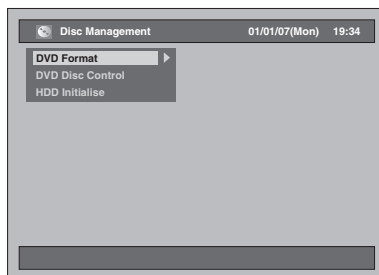 Disc Management 01/01/07(Mon) 19:34
DVD Format
DVD Disc Control
HDD Initialise